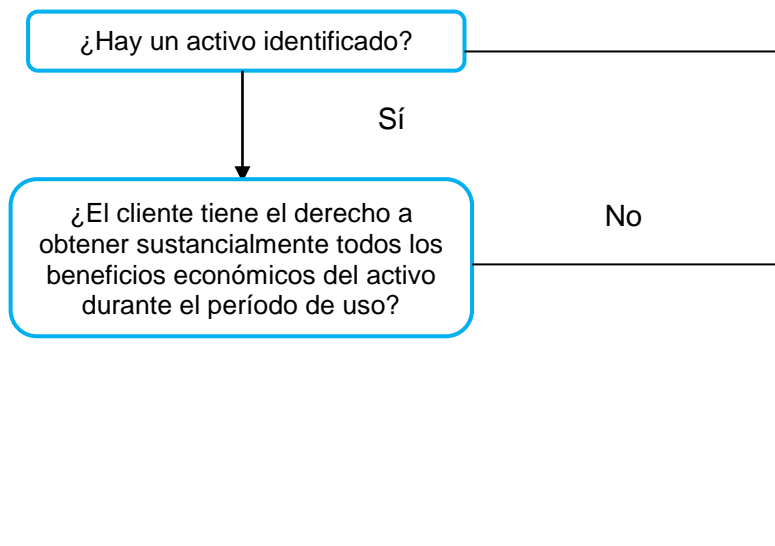 ¿Hay un activo identificado?
Sí
¿El cliente tiene el derecho a
obtener sustancialmente todos los
beneficios económicos del activo
durante el período de uso?
No